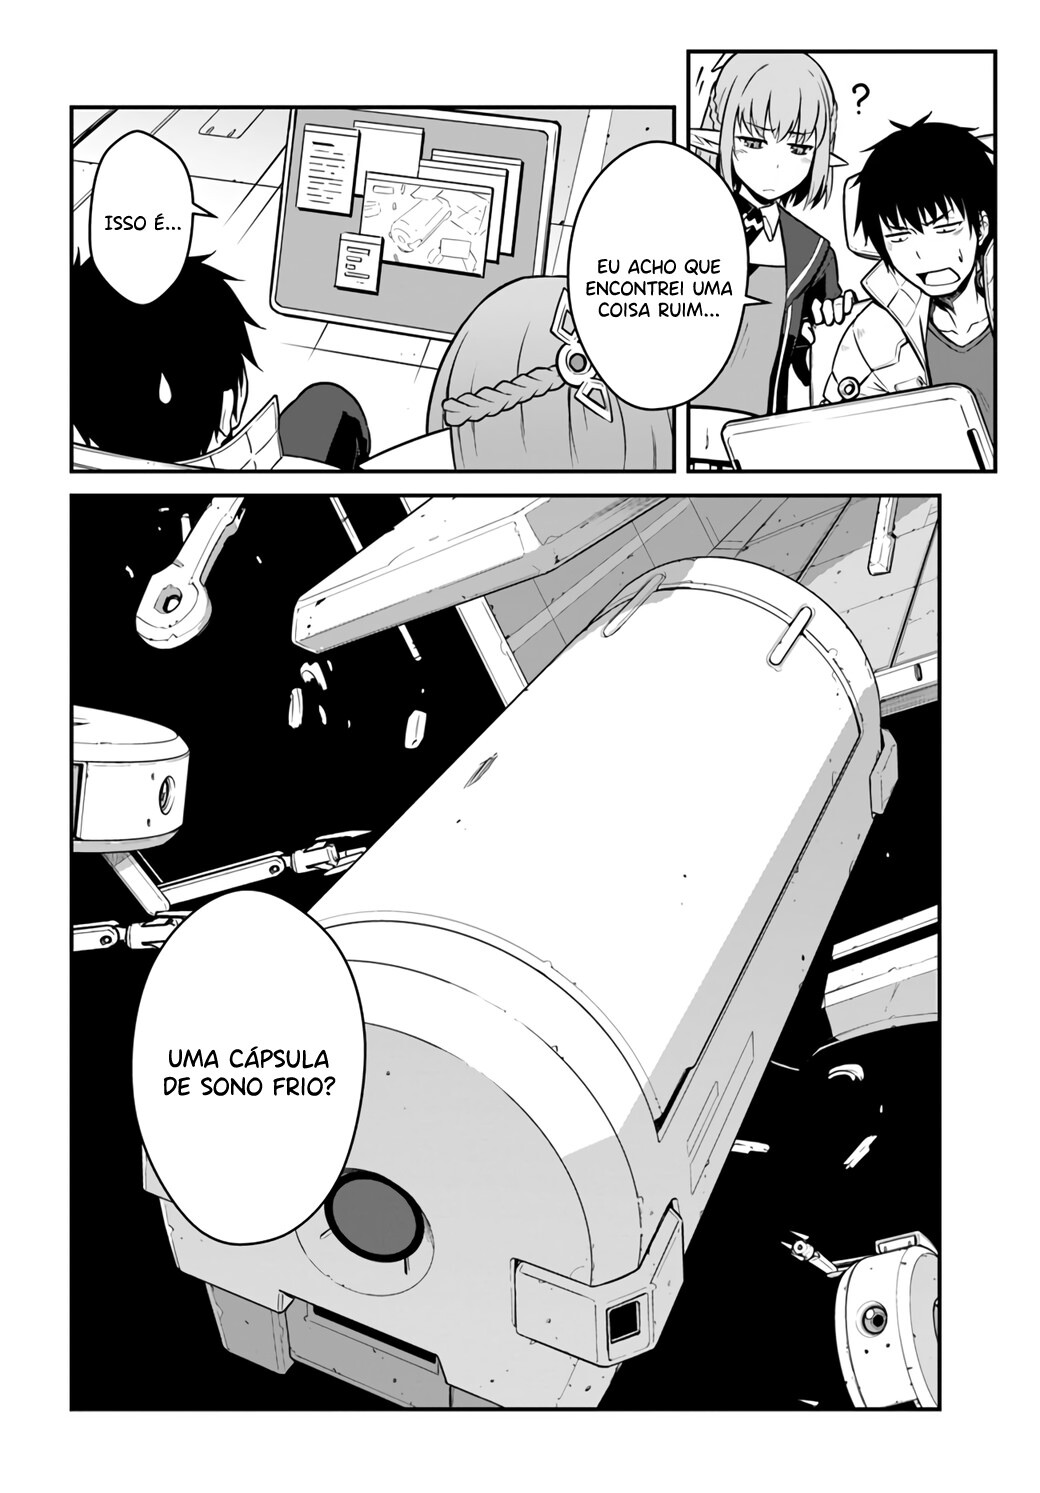 ?
EU ACHO QUE
ENCONTREI UMA
COISA RUIM...
ISSO É...
UMA CÁPSULA
DE SONO FRIO?